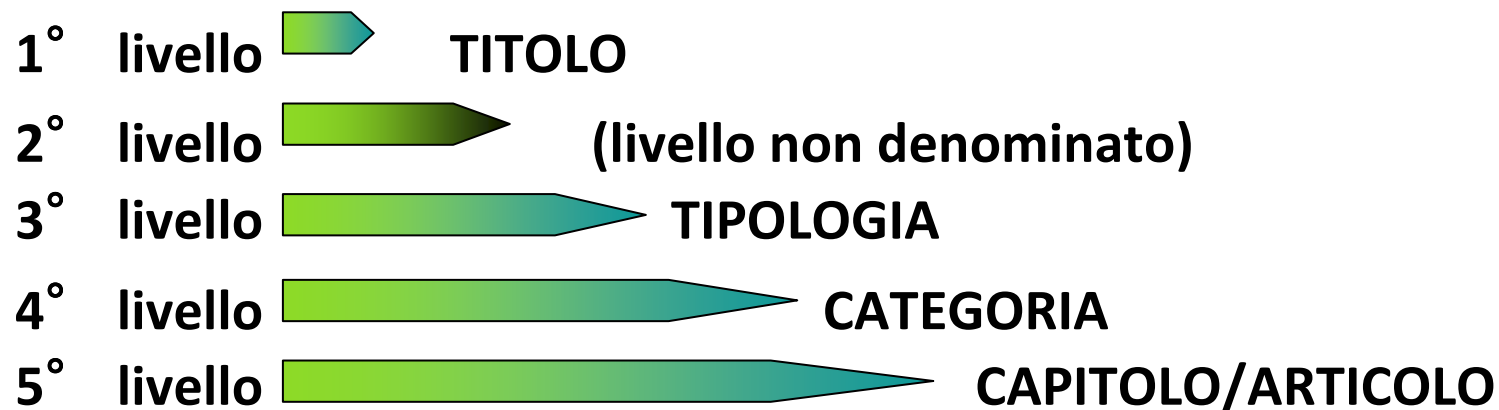 1° livello TITOLO
2° livello (livello non denominato)
3° livello TIPOLOGIA
4° livello CATEGORIA
5° livello CAPITOLO/ARTICOLO